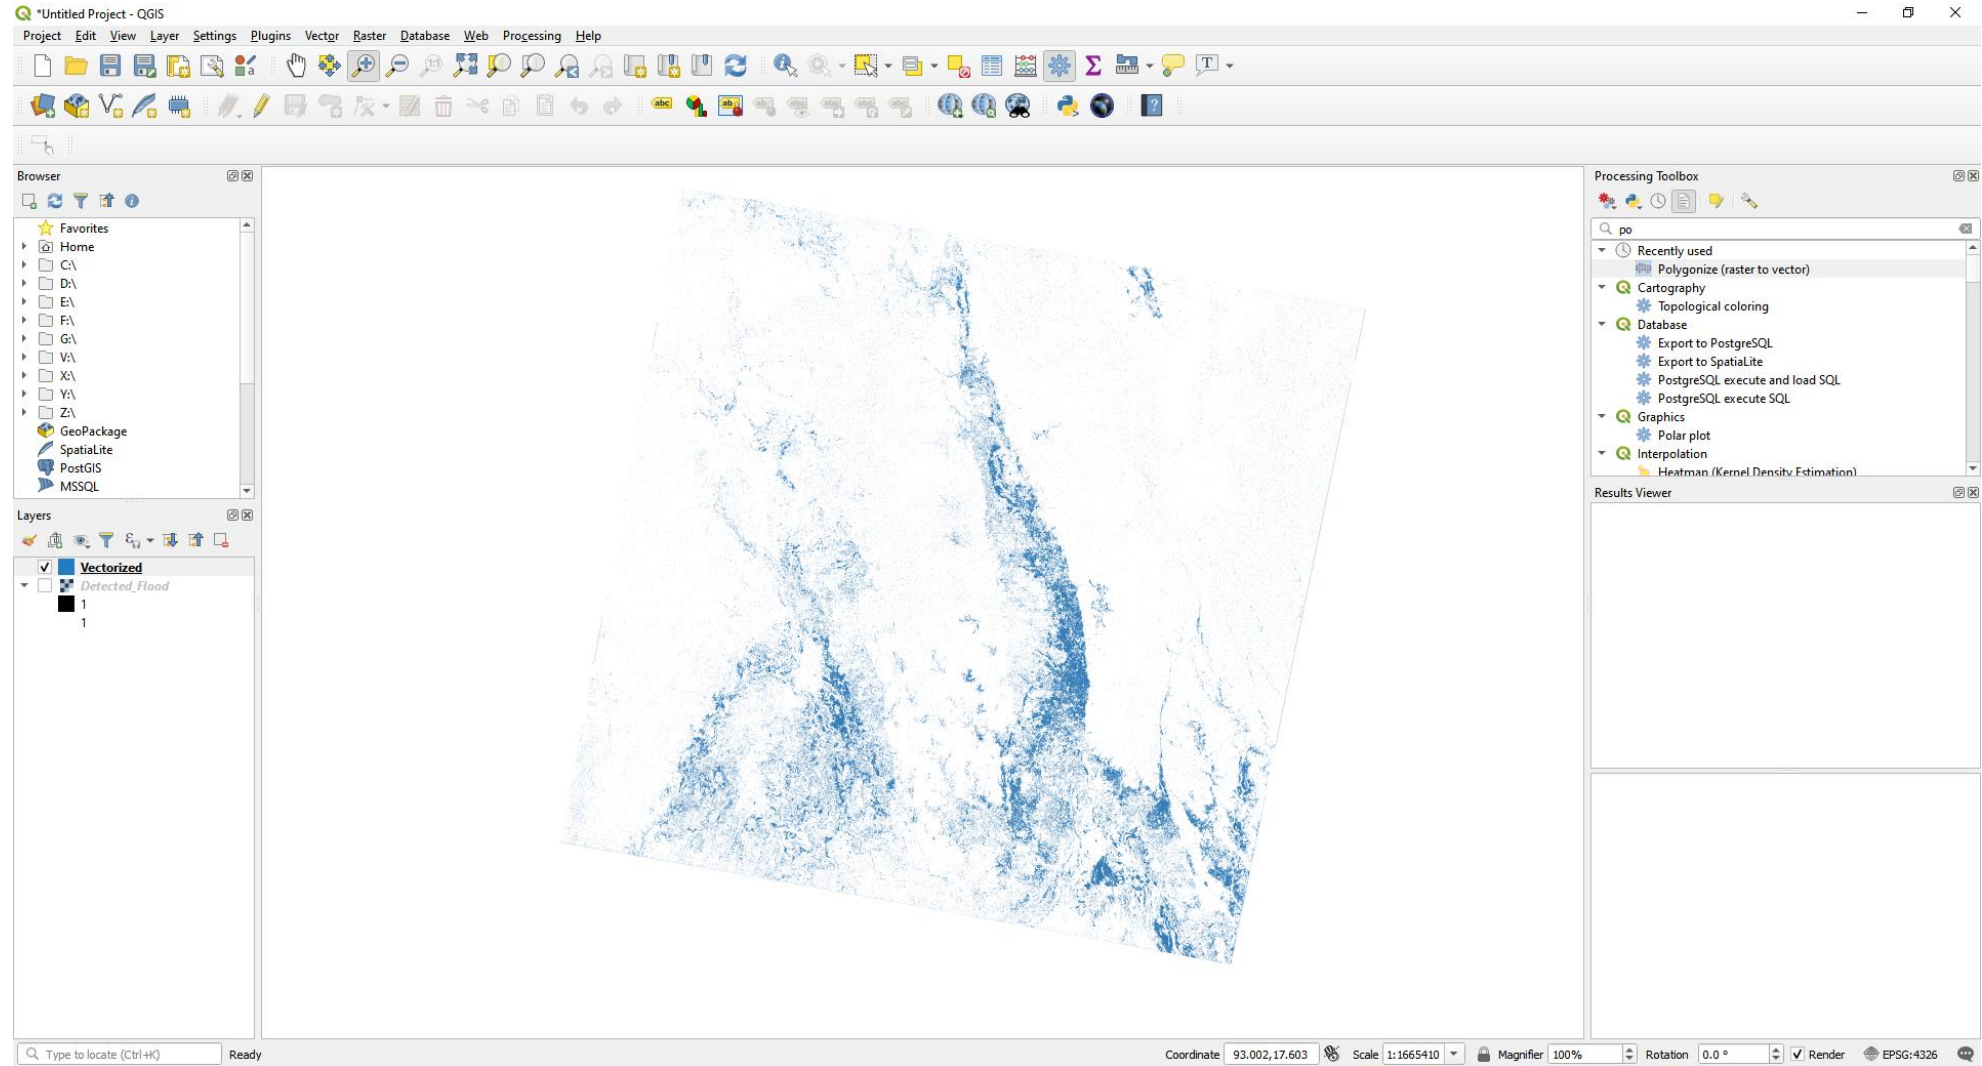 *Untitled Project - QGIS
Project Edit View Layer Settings Plugins Vector Raster Database Web Processing Help
Browser
Favorites
Home
C:\
D:\
E:\
F:\
G:\
V:\
X:\
Y:\
Z:\
GeoPackage
SpatiaLite
PostGIS
MSSQL
Layers
Vectorized
Detected_Flood
1
1
Processing Toolbox
po
Recently used
Polygonize (raster to vector)
Cartography
Topological coloring
Database
Export to PostgreSQL
Export to SpatiaLite
PostgreSQL execute and load SQL
PostgreSQL execute SQL
Graphics
Polar plot
Interpolation
Heatmap (Kernel Density Estimation)
Results Viewer
Type to locate (Ctrl+K) Ready Coordinate 93.002,17.603 Scale 1:1665410 Magnifier 100% Rotation 0.0 ° Render EPSG:4326